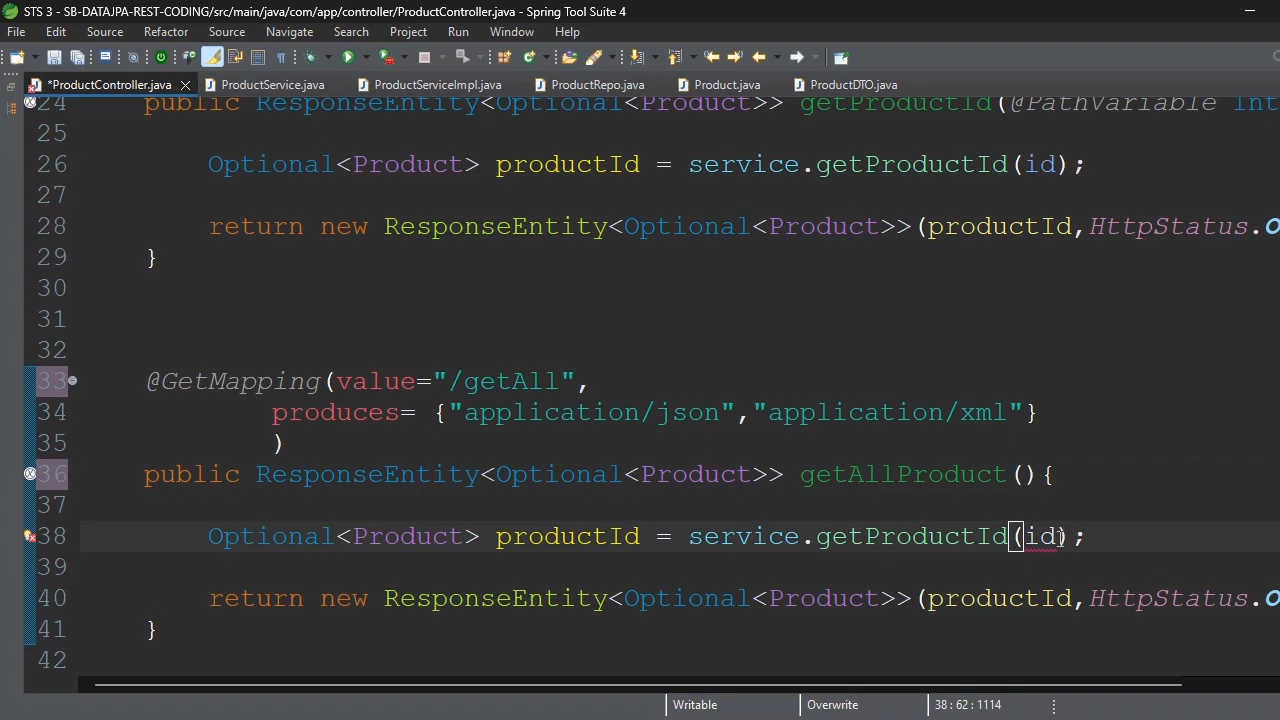 STS 3 - SB-DATAJPA-REST-CODING/src/main/java/com/app/controller/ProductController.java - Spring Tool Suite 4
File Edit Source Refactor Source Navigate Search Project Run Window Help
*ProductController.java ProductService.java ProductServiceImpl.java ProductRepo.java Product.java ProductDTO.java
24 public ResponseEntity<Optional<Product>> getProductId(@PathVariable Int
25
26 Optional<Product> productId = service.getProductId(id);
27
28 return new ResponseEntity<Optional<Product>>(productId,HttpStatus.O
29 }
30
31
32
33 @GetMapping(value="/getAll",
34 produces= {"application/json","application/xml"}
35 )
36 public ResponseEntity<Optional<Product>> getAllProduct(){
37
38 Optional<Product> productId = service.getProductId(id);
39
40 return new ResponseEntity<Optional<Product>>(productId,HttpStatus.O
41 }
42
Writable Overwrite 38 : 62 : 1114